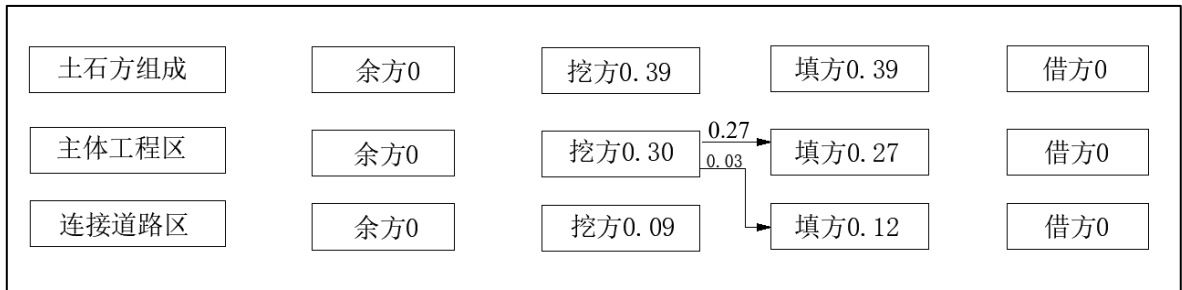 土石方组成 余方0 挖方0.39 填方0.39 借方0
主体工程区 余方0 挖方0.30 0.27 填方0.27 借方0
0.03
连接道路区 余方0 挖方0.09 填方0.12 借方0